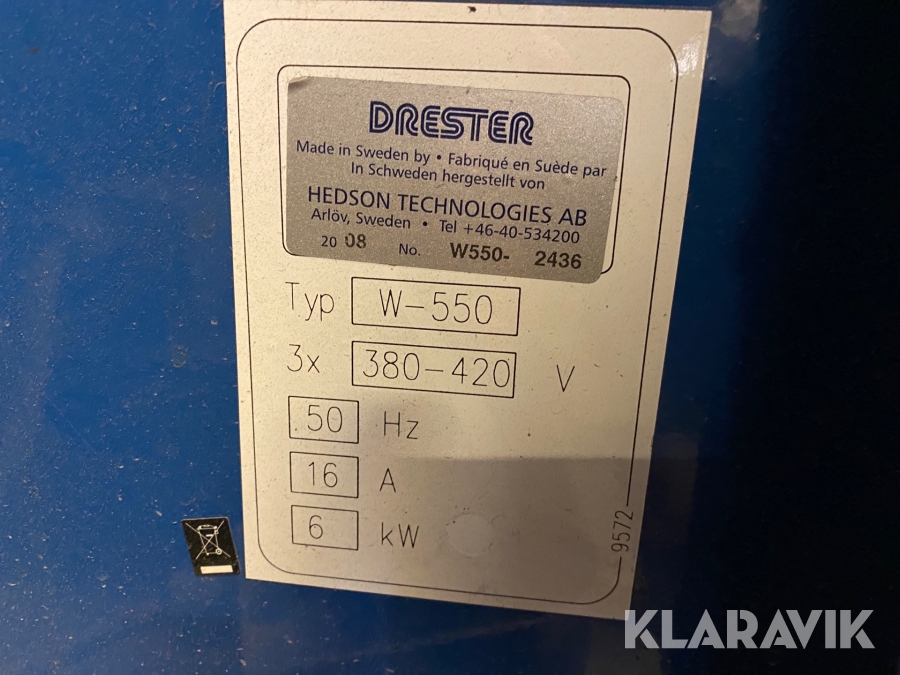 DRESTER
Made in Sweden by • Fabriqué en Suède par
In Schweden hergestellt von
HEDSON TECHNOLOGIES AB
Arlöv, Sweden • Tel +46-40-534200
20 08 No. W550- 2436
Typ W-550
3x 380-420 V
50 Hz
16 A
6 kW
9572
KLARAVIK